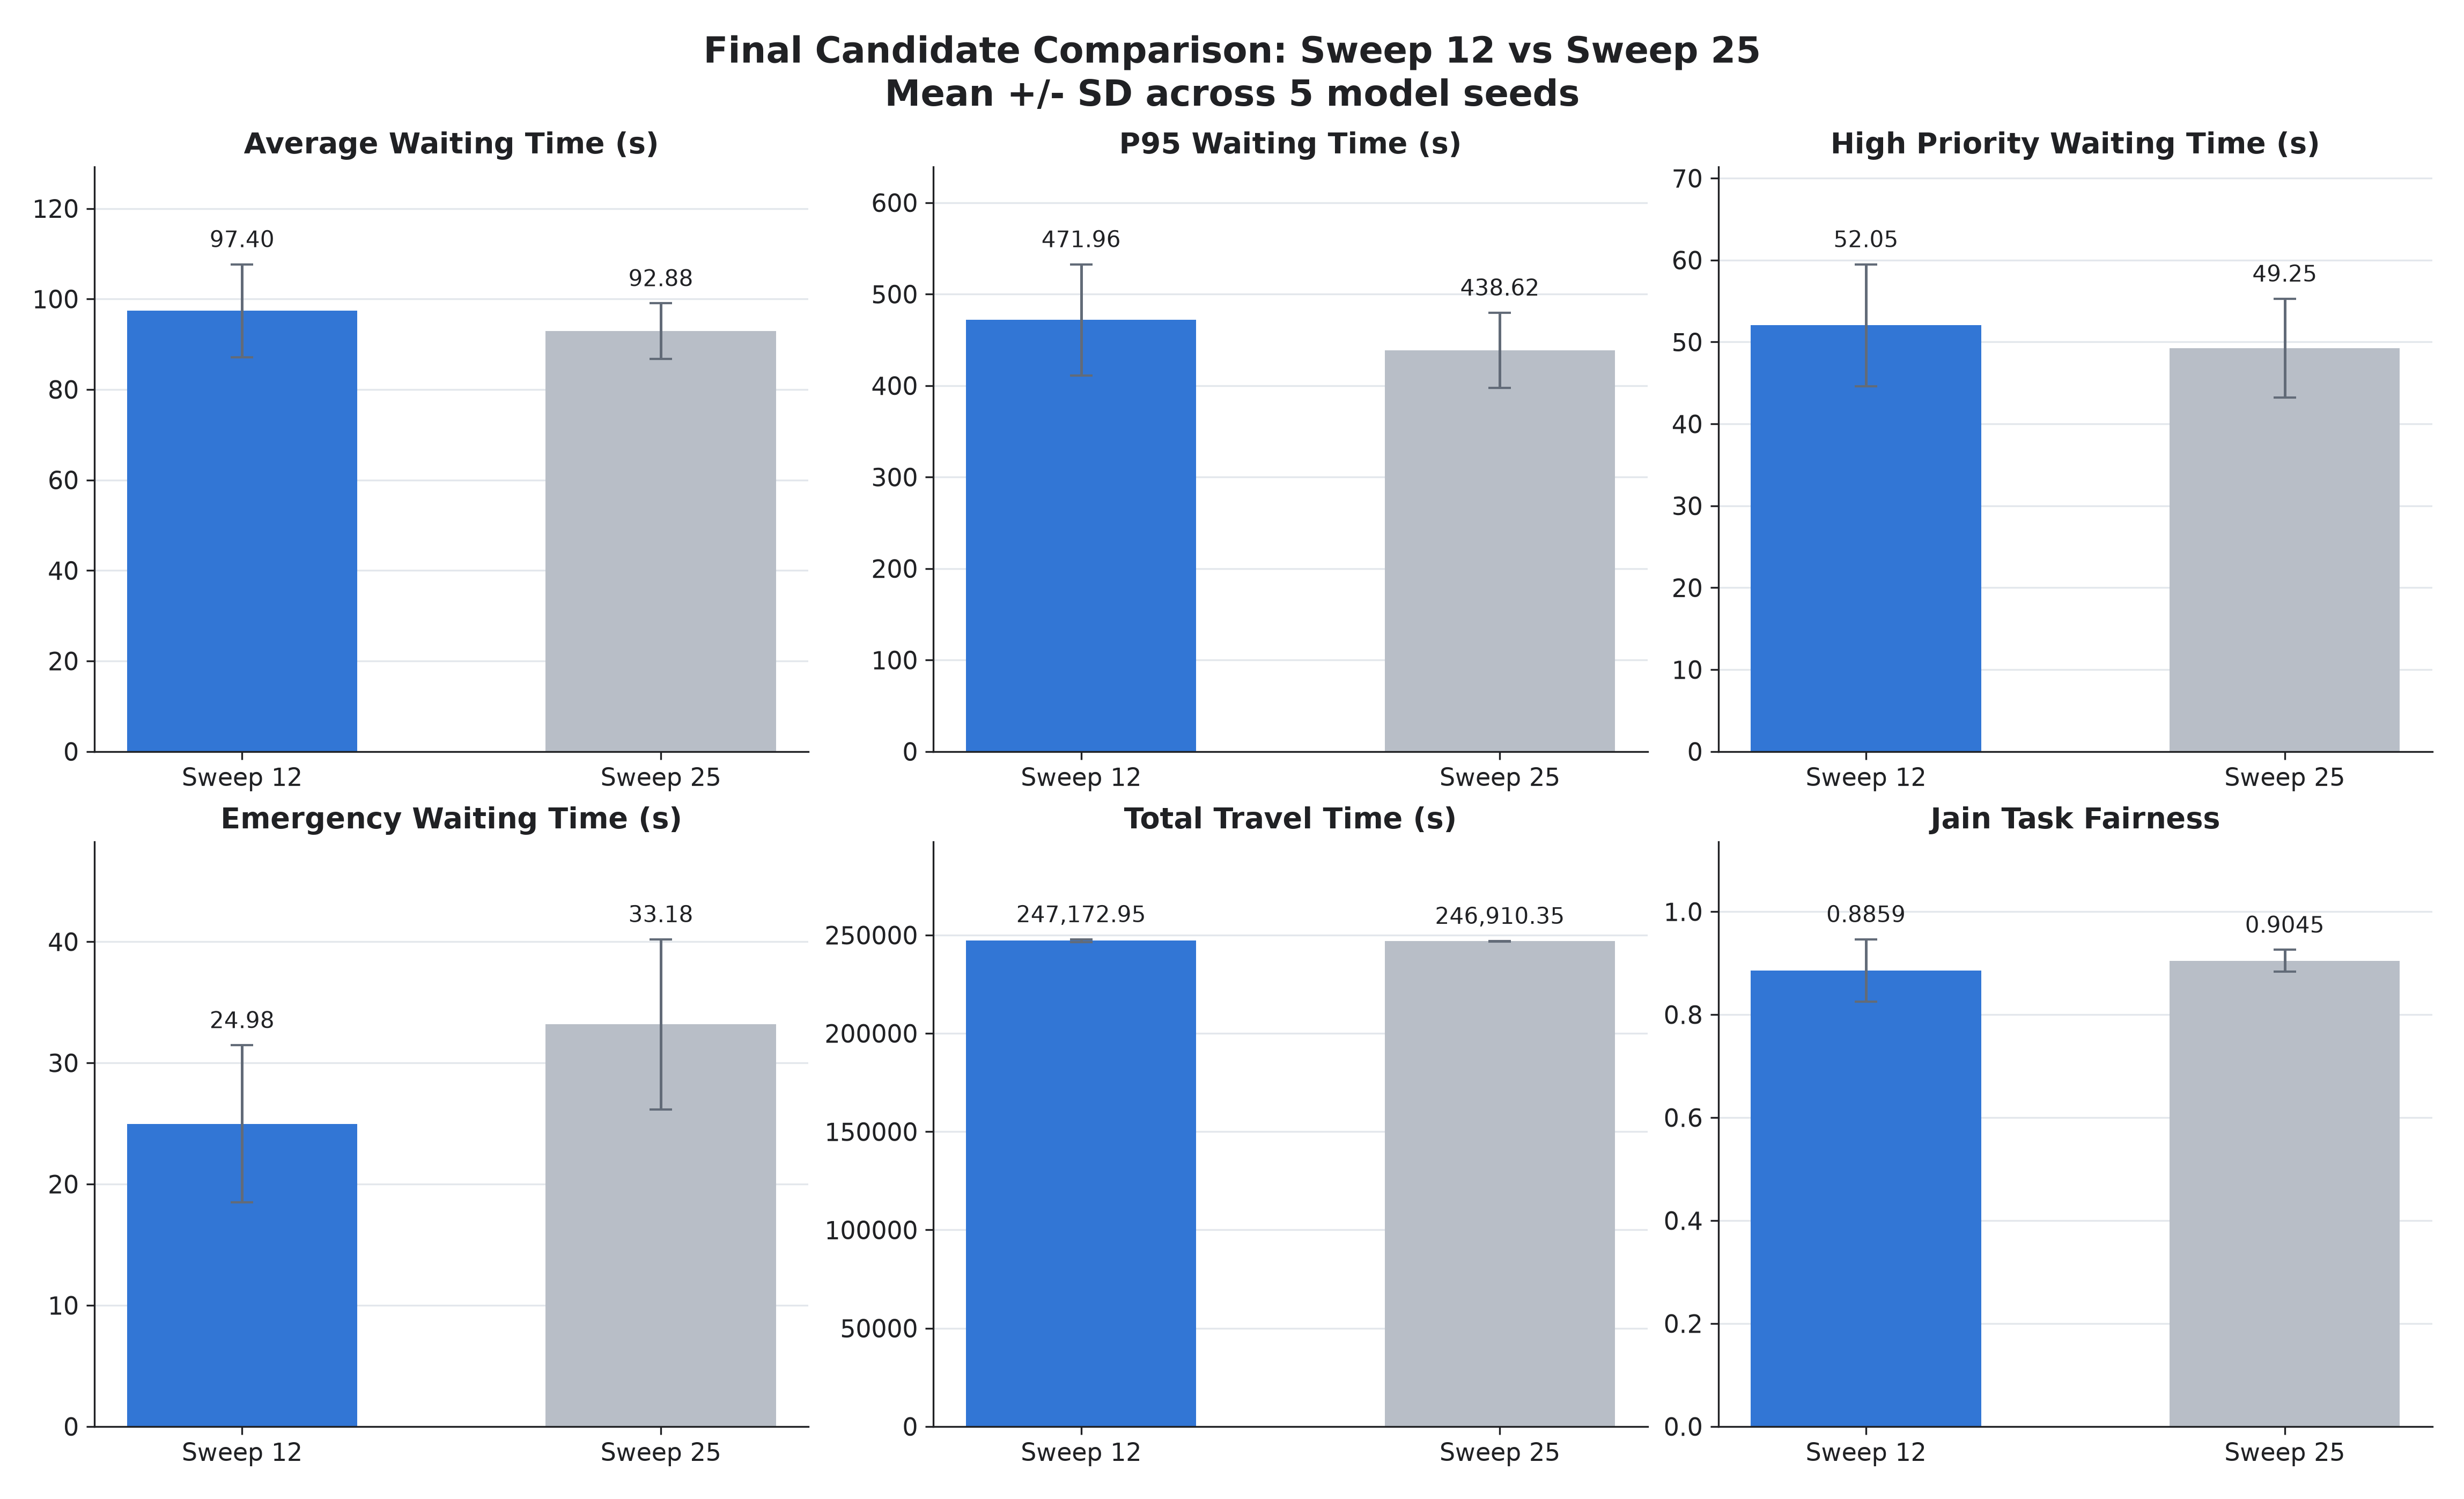 Final Candidate Comparison: Sweep 12 vs Sweep 25
Mean +/- SD across 5 model seeds
Average Waiting Time (s)
120
100
80
60
40
20
0
97.40
92.88
Sweep 12
Sweep 25
P95 Waiting Time (s)
600
500
400
300
200
100
0
471.96
438.62
Sweep 12
Sweep 25
High Priority Waiting Time (s)
70
60
50
40
30
20
10
0
52.05
49.25
Sweep 12
Sweep 25
Emergency Waiting Time (s)
40
30
20
10
0
24.98
33.18
Sweep 12
Sweep 25
Total Travel Time (s)
250000
200000
150000
100000
50000
0
247,172.95
246,910.35
Sweep 12
Sweep 25
Jain Task Fairness
1.0
0.8
0.6
0.4
0.2
0.0
0.8859
0.9045
Sweep 12
Sweep 25